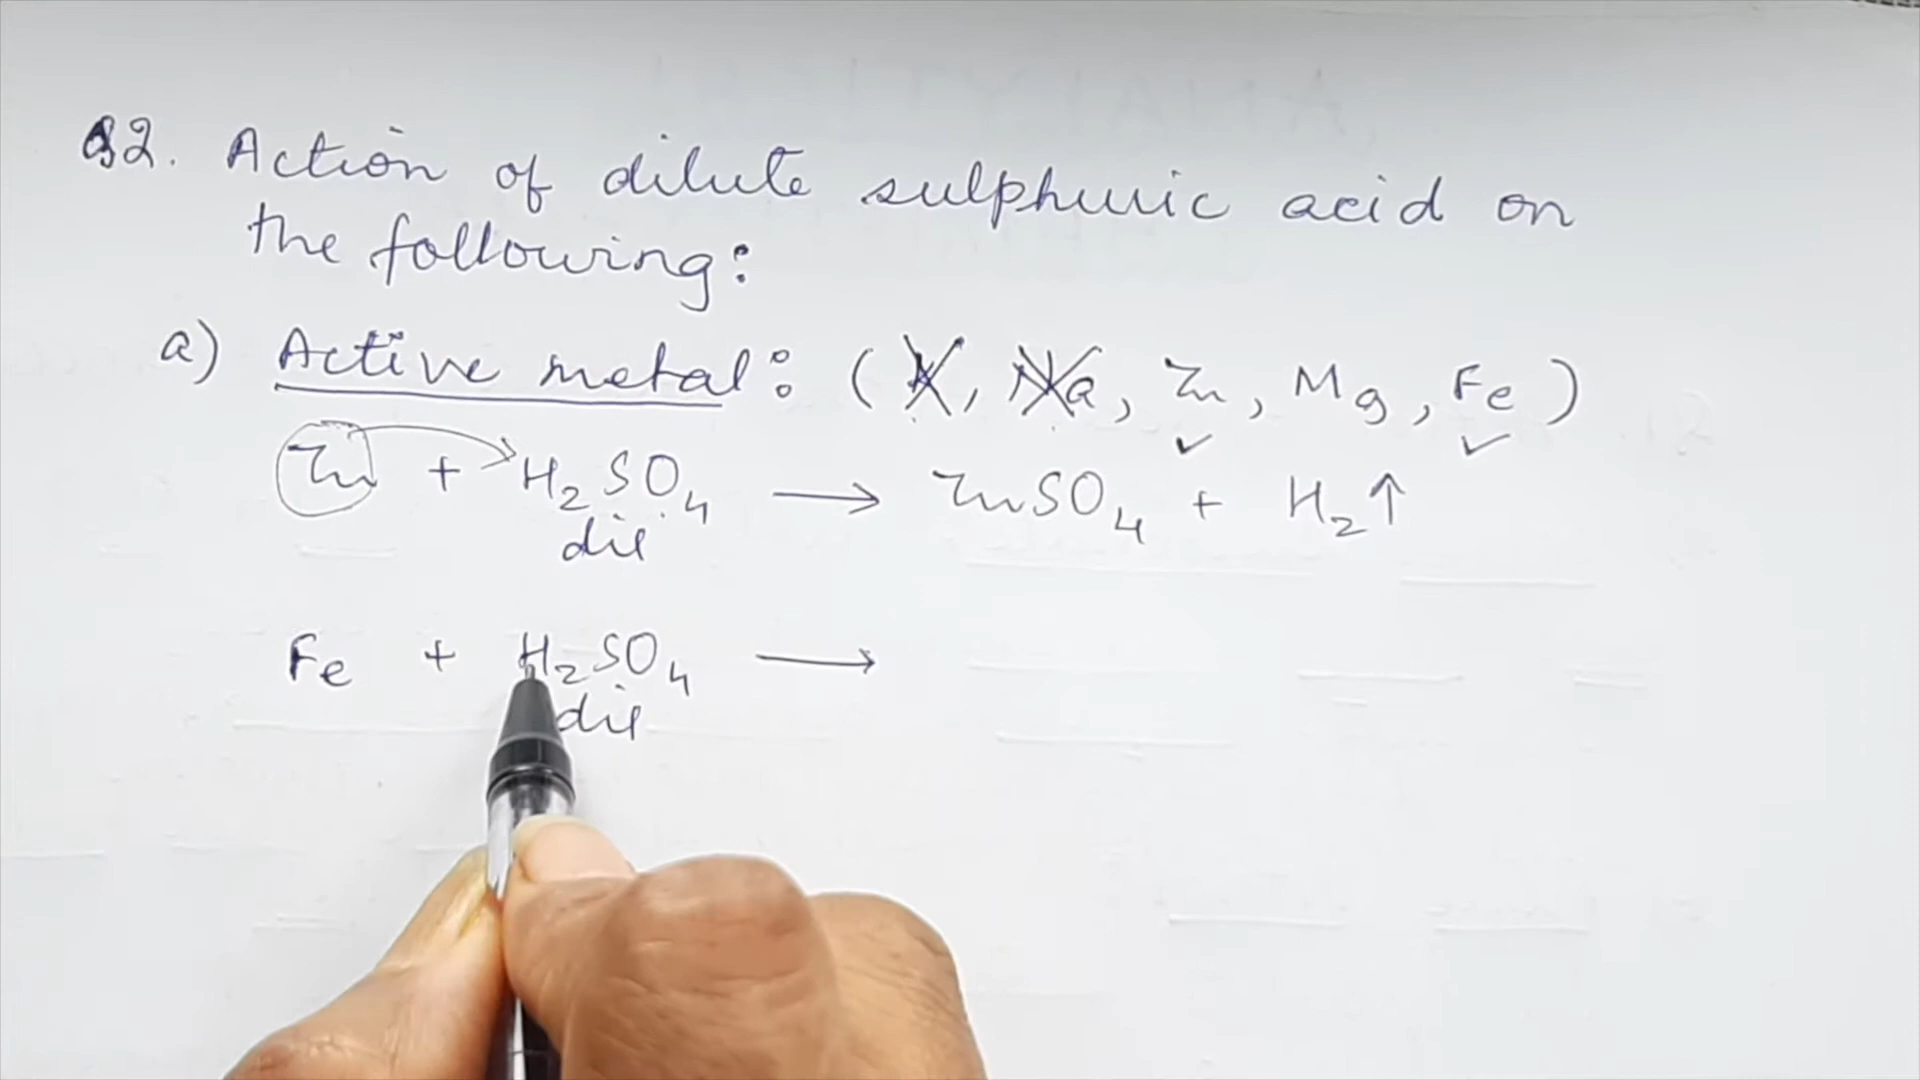 Q2. Action of dilute sulphuric acid on
the following:
a) Active metal: (K, Na, Zn, Mg, Fe)
Zn + H₂SO₄ → ZnSO₄ + H₂↑
dil
Fe + H₂SO₄ →
dil